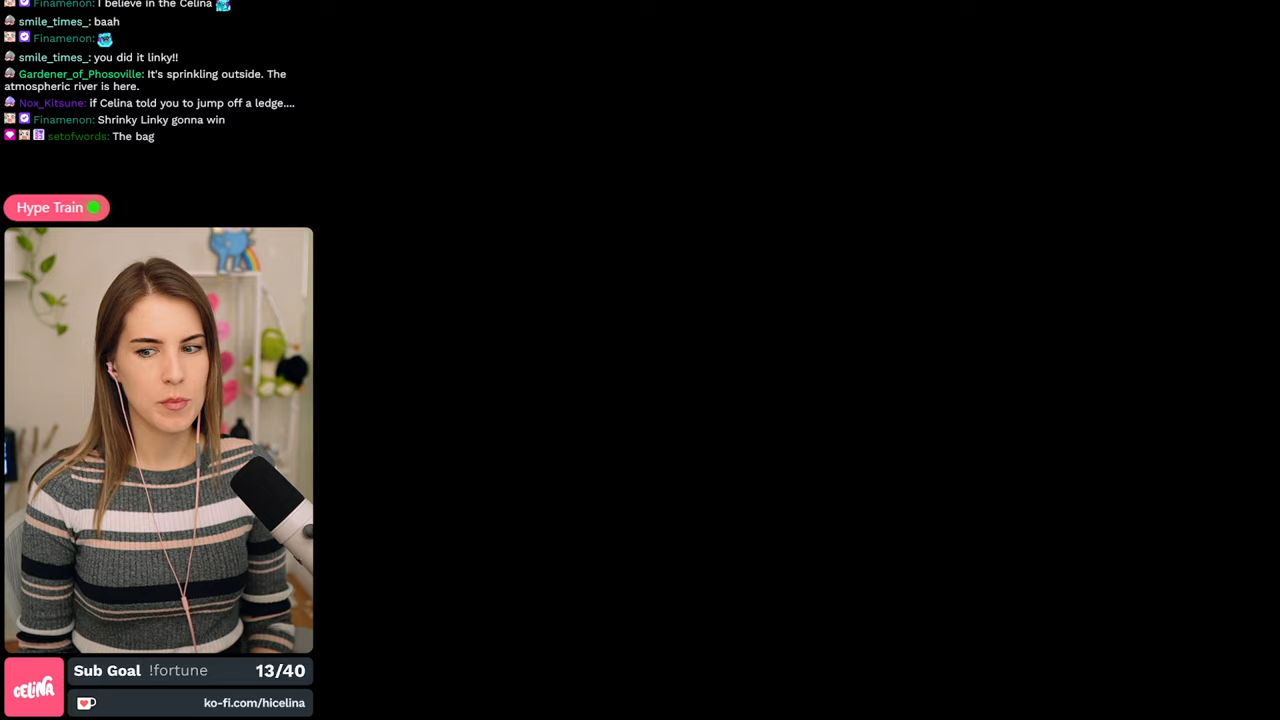 Finamenon: I believe in the Celina
smile_times_: baah
Finamenon:
smile_times_: you did it linky!!
Gardener_of_Phosoville: It's sprinkling outside. The
atmospheric river is here.
Nox_Kitsune: if Celina told you to jump off a ledge....
Finamenon: Shrinky Linky gonna win
setofwords: The bag
Hype Train
Sub Goal !fortune 13/40
CELINA
ko-fi.com/hicelina